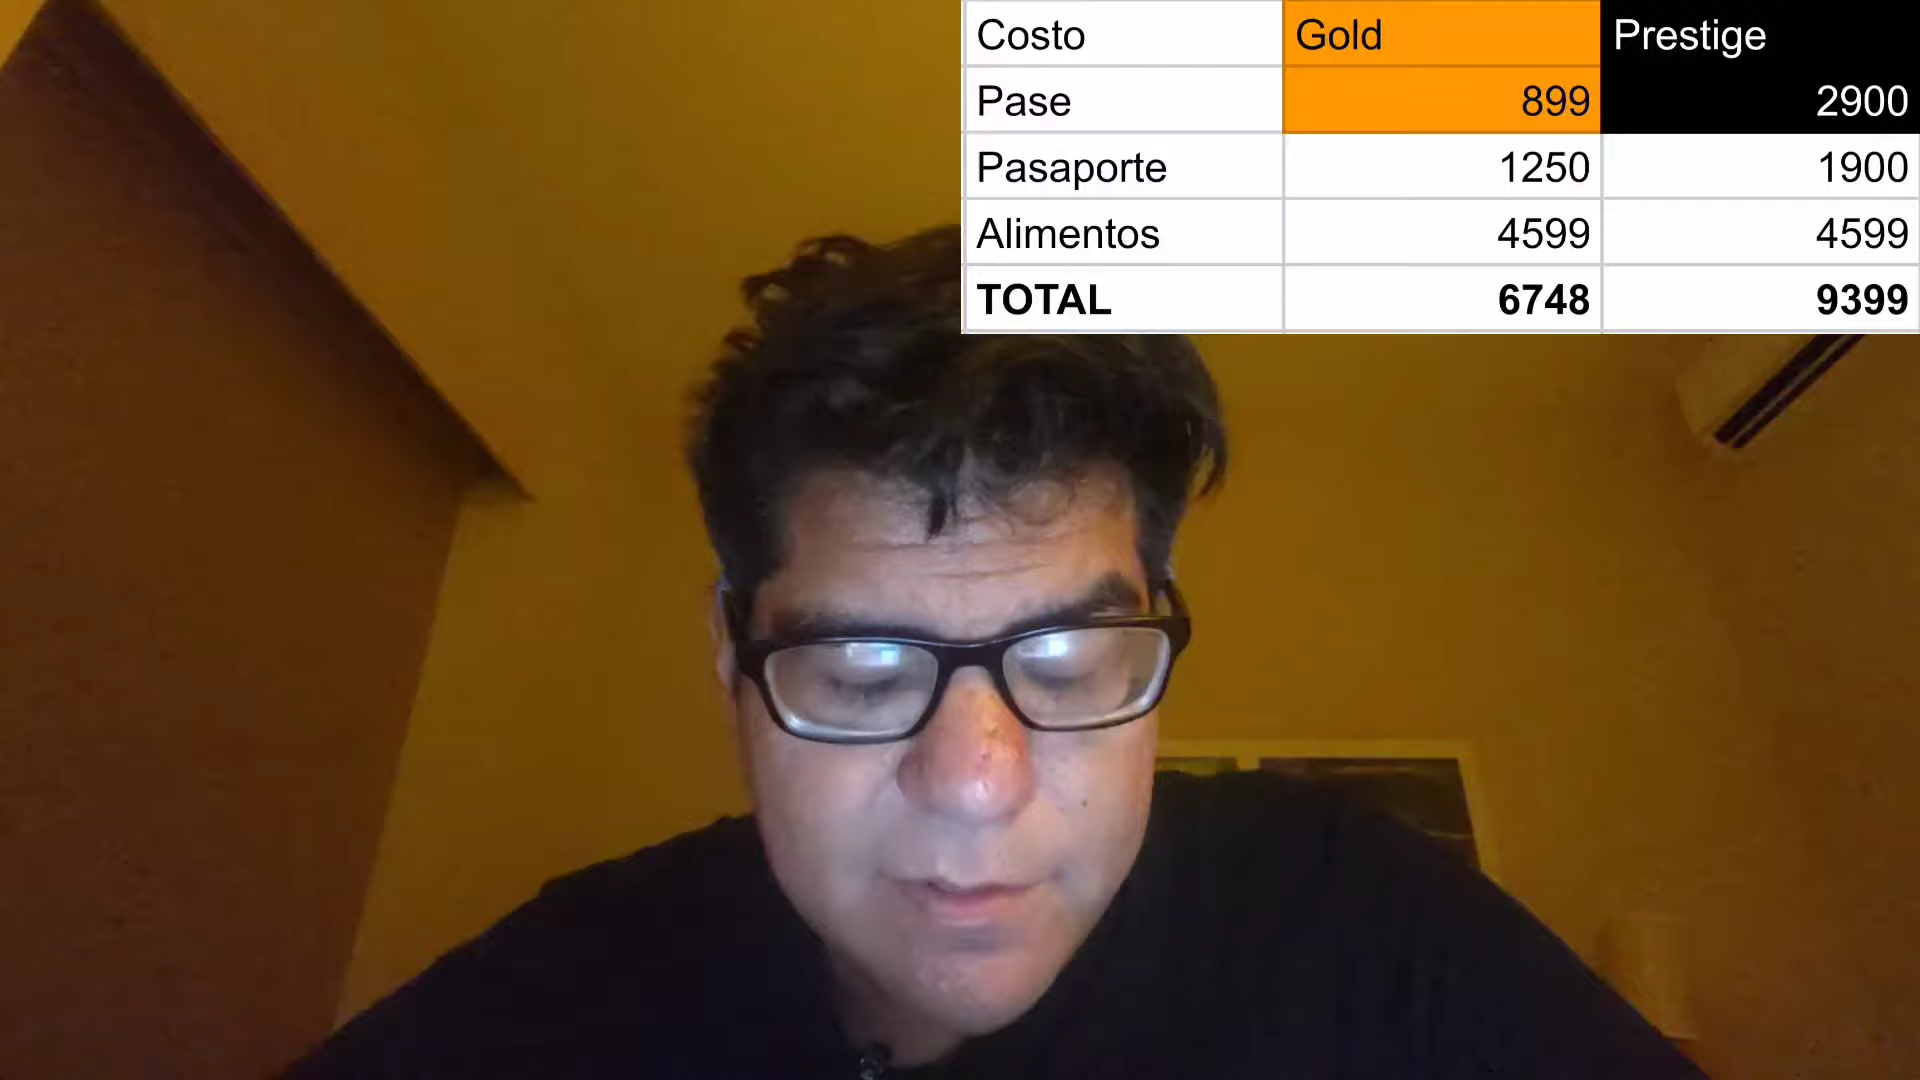 Costo Gold Prestige
Pase 899 2900
Pasaporte 1250 1900
Alimentos 4599 4599
TOTAL 6748 9399